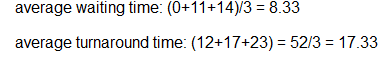 average waiting time: (0+11+14)/3 = 8.33
average turnaround time: (12+17+23) = 52/3 = 17.33